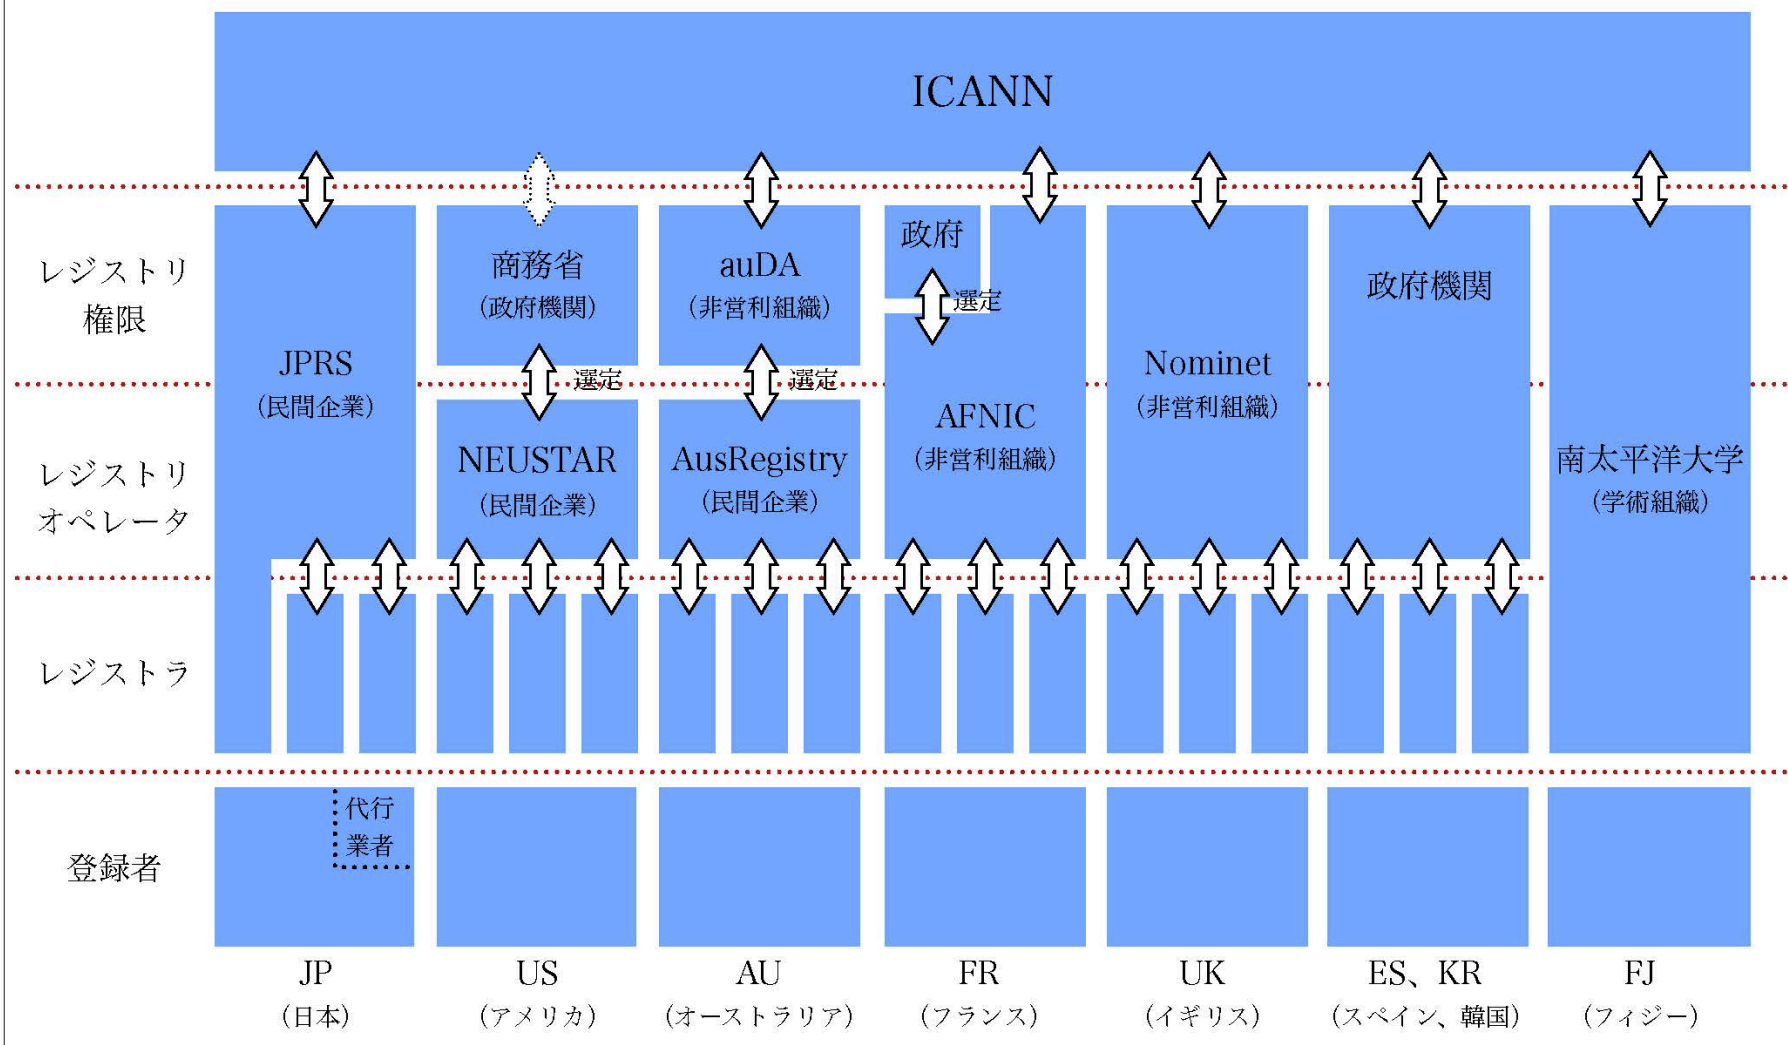 ICANN
レジストリ
権限
JPRS
（民間企業）
商務省
（政府機関）
選定
auDA
（非営利組織）
選定
政府
選定
AFNIC
（非営利組織）
Nominet
（非営利組織）
政府機関
レジストリ
オペレータ
NEUSTAR
（民間企業）
AusRegistry
（民間企業）
南太平洋大学
（学術組織）
レジストラ
登録者
代行
業者
JP
（日本）
US
（アメリカ）
AU
（オーストラリア）
FR
（フランス）
UK
（イギリス）
ES、KR
（スペイン、韓国）
FJ
（フィジー）